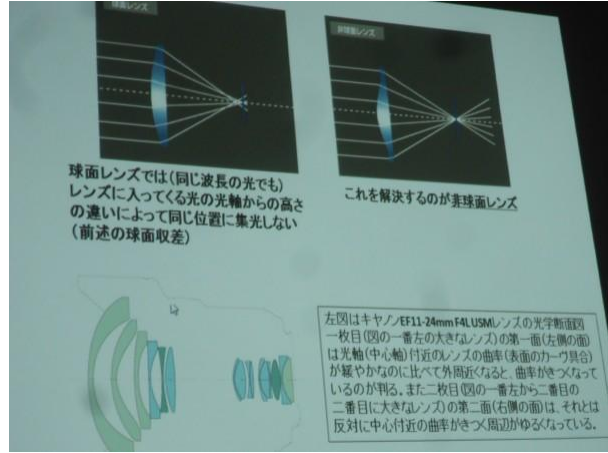 球面レンズ
非球面レンズ
球面レンズでは(同じ波長の光でも)
レンズに入ってくる光の光軸からの高さ
の違いによって同じ位置に集光しない
(前述の球面収差)
これを解決するのが非球面レンズ
左図はキヤノンEF11-24mm F4L USMレンズの光学断面図
一枚目(図の一番左の大きなレンズ)の第一面(左側の面)
は光軸(中心軸)付近のレンズの曲率(表面のカーヴ具合)
が緩やかなのに比べて外周近くなると、曲率がきつくなって
いるのが判る。また二枚目(図の一番左から二番目の
二番目に大きなレンズ)の第二面(右側の面)は、それとは
反対に中心付近の曲率がきつく周辺がゆるくなっている。